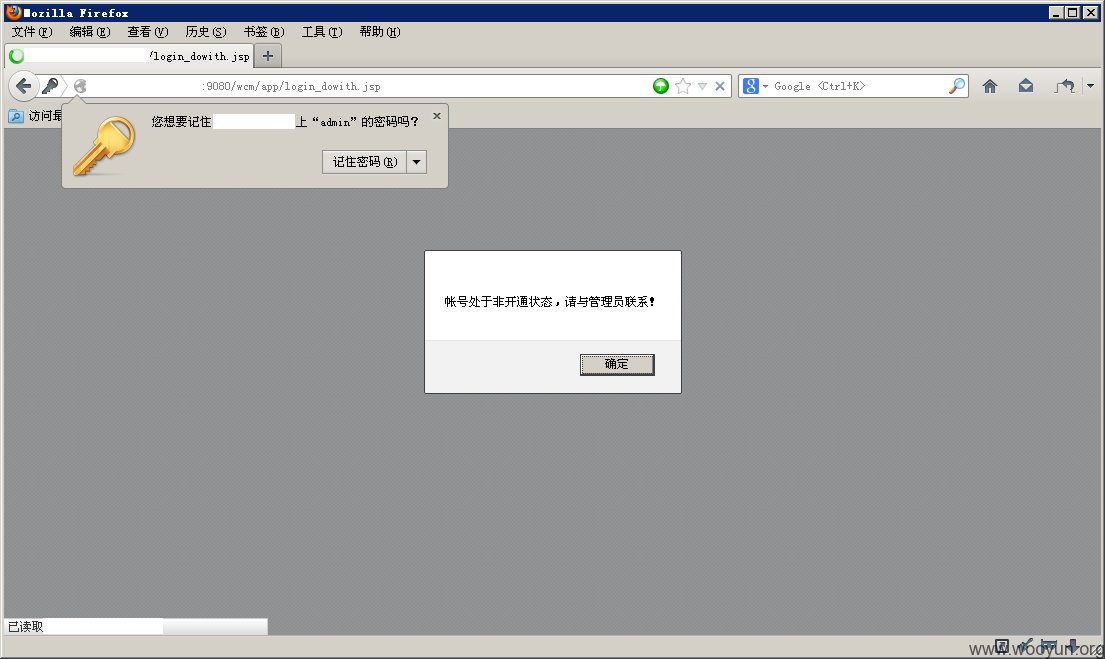 Mozilla Firefox
文件(F) 编辑(E) 查看(V) 历史(S) 书签(B) 工具(T) 帮助(H)
/login_dowith.jsp
:9080/wcm/app/login_dowith.jsp
Google <Ctrl+K>
访问最
您想要记住 上“admin”的密码吗?
记住密码(R)
帐号处于非开通状态,请与管理员联系!
确定
已读取
www.wooyun.org